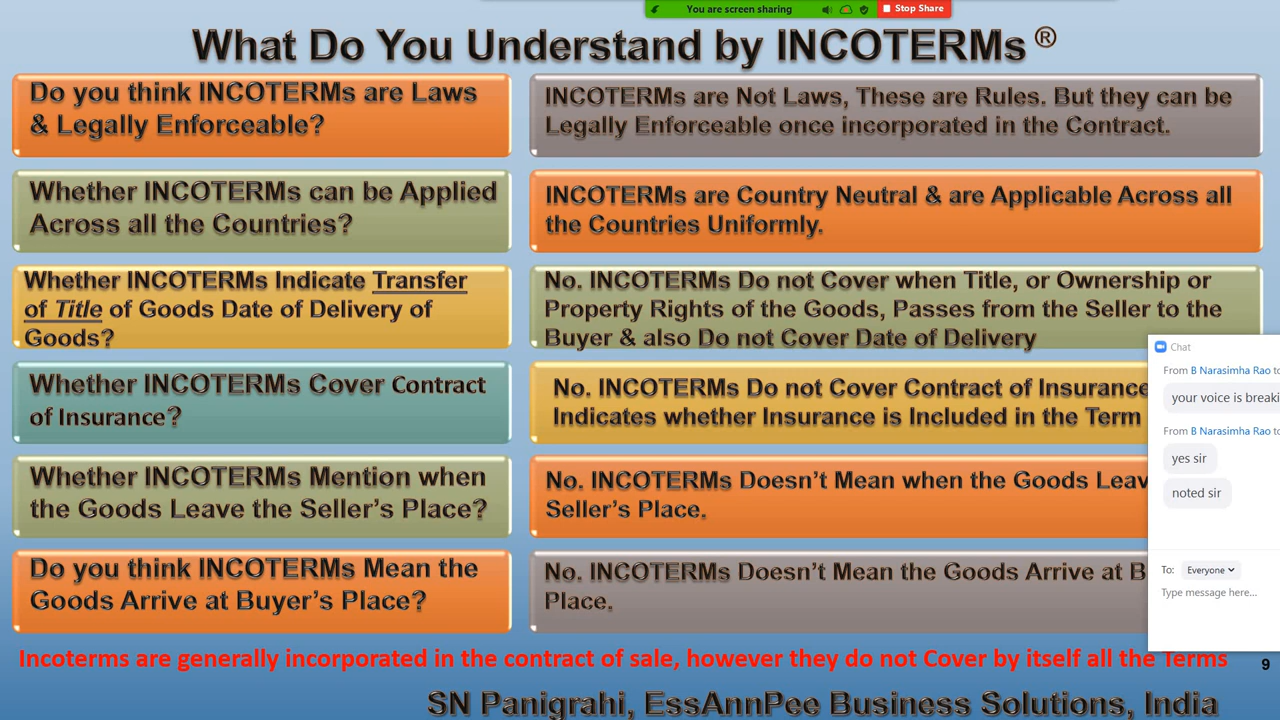 You are screen sharing
Stop Share
What Do You Understand by INCOTERMs ®
Do you think INCOTERMs are Laws
& Legally Enforceable?
INCOTERMs are Not Laws, These are Rules. But they can be
Legally Enforceable once incorporated in the Contract.
Whether INCOTERMs can be Applied
Across all the Countries?
INCOTERMs are Country Neutral & are Applicable Across all
the Countries Uniformly.
Whether INCOTERMs Indicate Transfer
of Title of Goods Date of Delivery of
Goods?
No. INCOTERMs Do not Cover when Title, or Ownership or
Property Rights of the Goods, Passes from the Seller to the
Buyer & also Do not Cover Date of Delivery
Whether INCOTERMs Cover Contract
of Insurance?
No. INCOTERMs Do not Cover Contract of Insurance
Indicates whether Insurance is Included in the Term
Whether INCOTERMs Mention when
the Goods Leave the Seller's Place?
No. INCOTERMs Doesn't Mean when the Goods Leav
Seller's Place.
Do you think INCOTERMs Mean the
Goods Arrive at Buyer's Place?
No. INCOTERMs Doesn't Mean the Goods Arrive at B
Place.
Chat
From B Narasimha Rao to
your voice is breaki
From B Narasimha Rao to
yes sir
noted sir
To: Everyone
Type message here...
Incoterms are generally incorporated in the contract of sale, however they do not Cover by itself all the Terms
9
SN Panigrahi, EssAnnPee Business Solutions, India